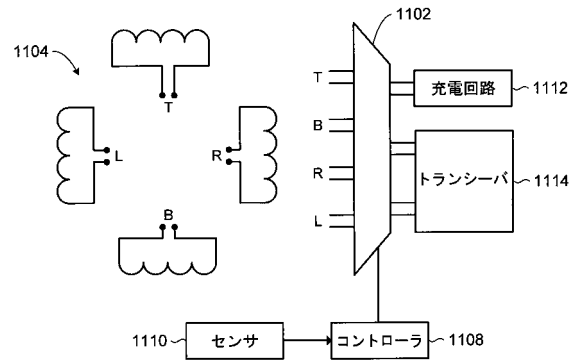 1104
T
L
R
B
1102
T
B
R
L
充電回路
1112
トランシーバ
1114
1110
センサ
コントローラ
1108